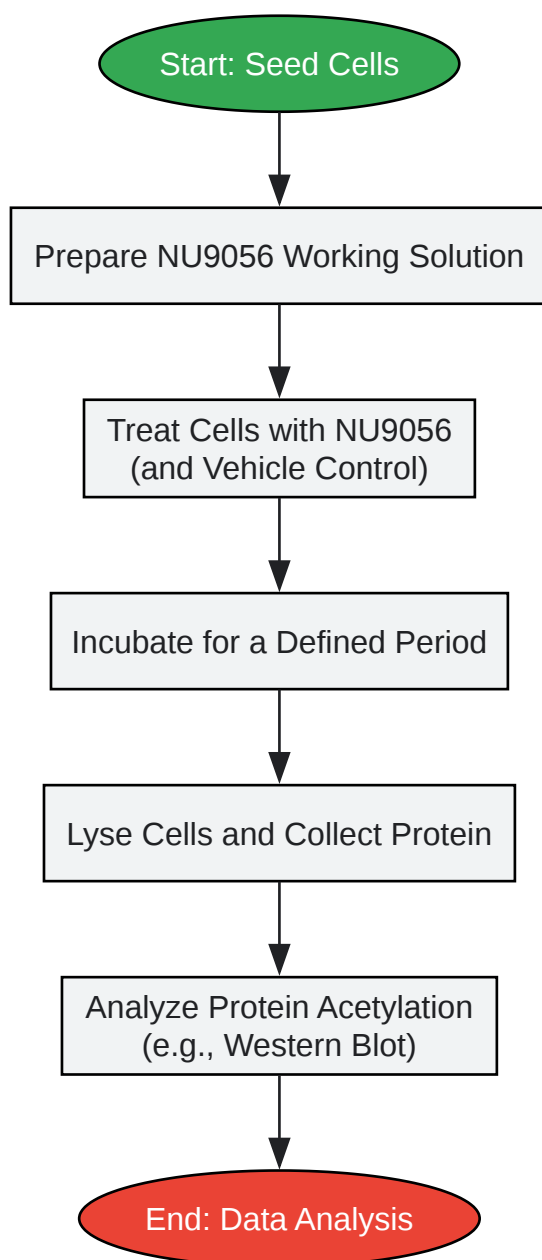 Start: Seed Cells
Prepare NU9056 Working Solution
Treat Cells with NU9056
(and Vehicle Control)
Incubate for a Defined Period
Lyse Cells and Collect Protein
Analyze Protein Acetylation
(e.g., Western Blot)
End: Data Analysis